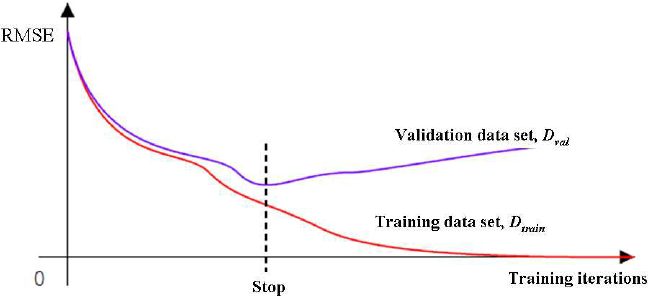 RMSE
Validation data set, Dval
Training data set, Dtrain
0
Training iterations
Stop